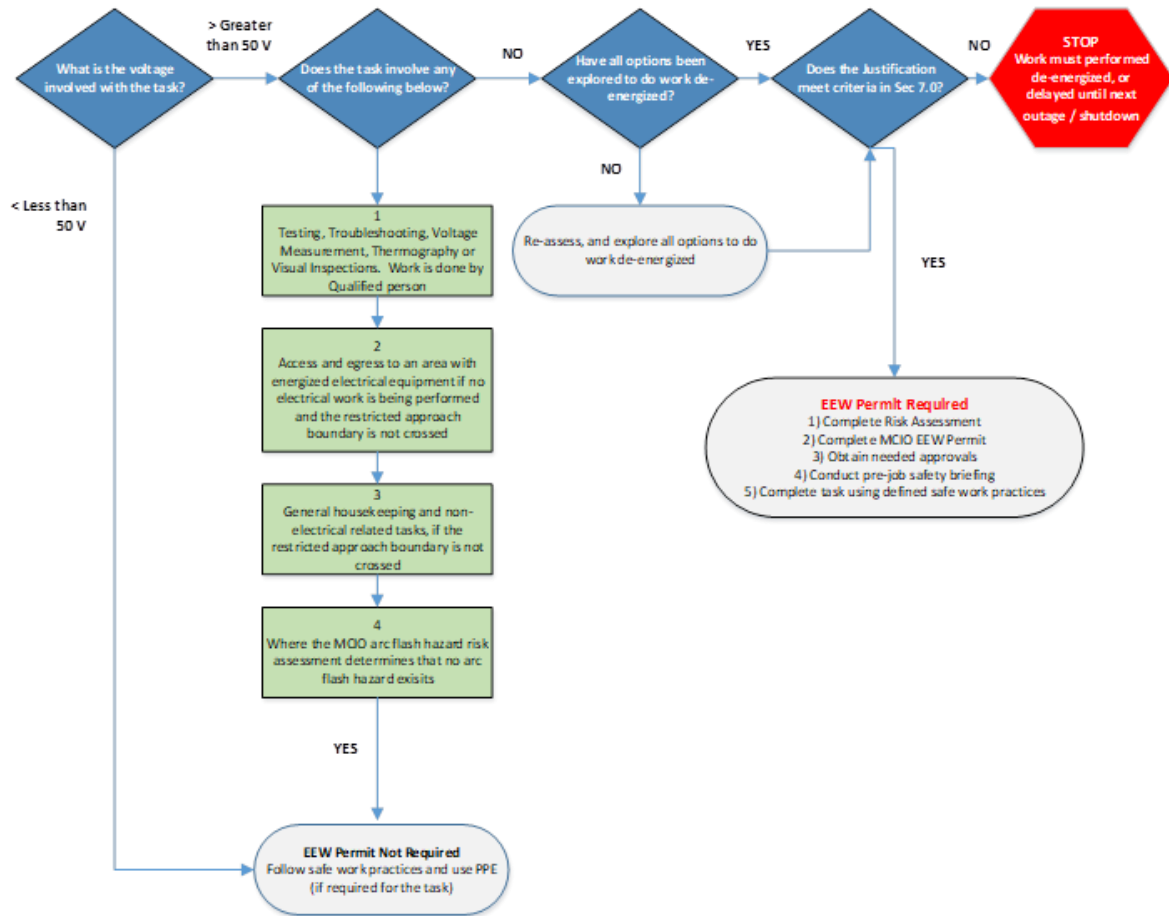 > Greater
than 50 V
What is the voltage
involved with the task?
Does the task involve any
of the following below?
NO
Have all options been
explored to do work de-
energized?
YES
Does the Justification
meet criteria in Sec 7.0?
NO
STOP
Work must performed
de-energized, or
delayed until next
outage / shutdown
< Less than
50 V
NO
Re-assess, and explore all options to do
work de-energized
YES
1
Testing, Troubleshooting, Voltage
Measurement, Thermography or
Visual Inspections. Work is done by
Qualified person
2
Access and egress to an area with
energized electrical equipment if no
electrical work is being performed
and the restricted approach
boundary is not crossed
3
General housekeeping and non-
electrical related tasks, if the
restricted approach boundary is not
crossed
4
Where the MCIO arc flash hazard risk
assessment determines that no arc
flash hazard exisits
YES
EEW Permit Required
1) Complete Risk Assessment
2) Complete MCIO EEW Permit
3) Obtain needed approvals
4) Conduct pre-job safety briefing
5) Complete task using defined safe work practices
EEW Permit Not Required
Follow safe work practices and use PPE
(if required for the task)